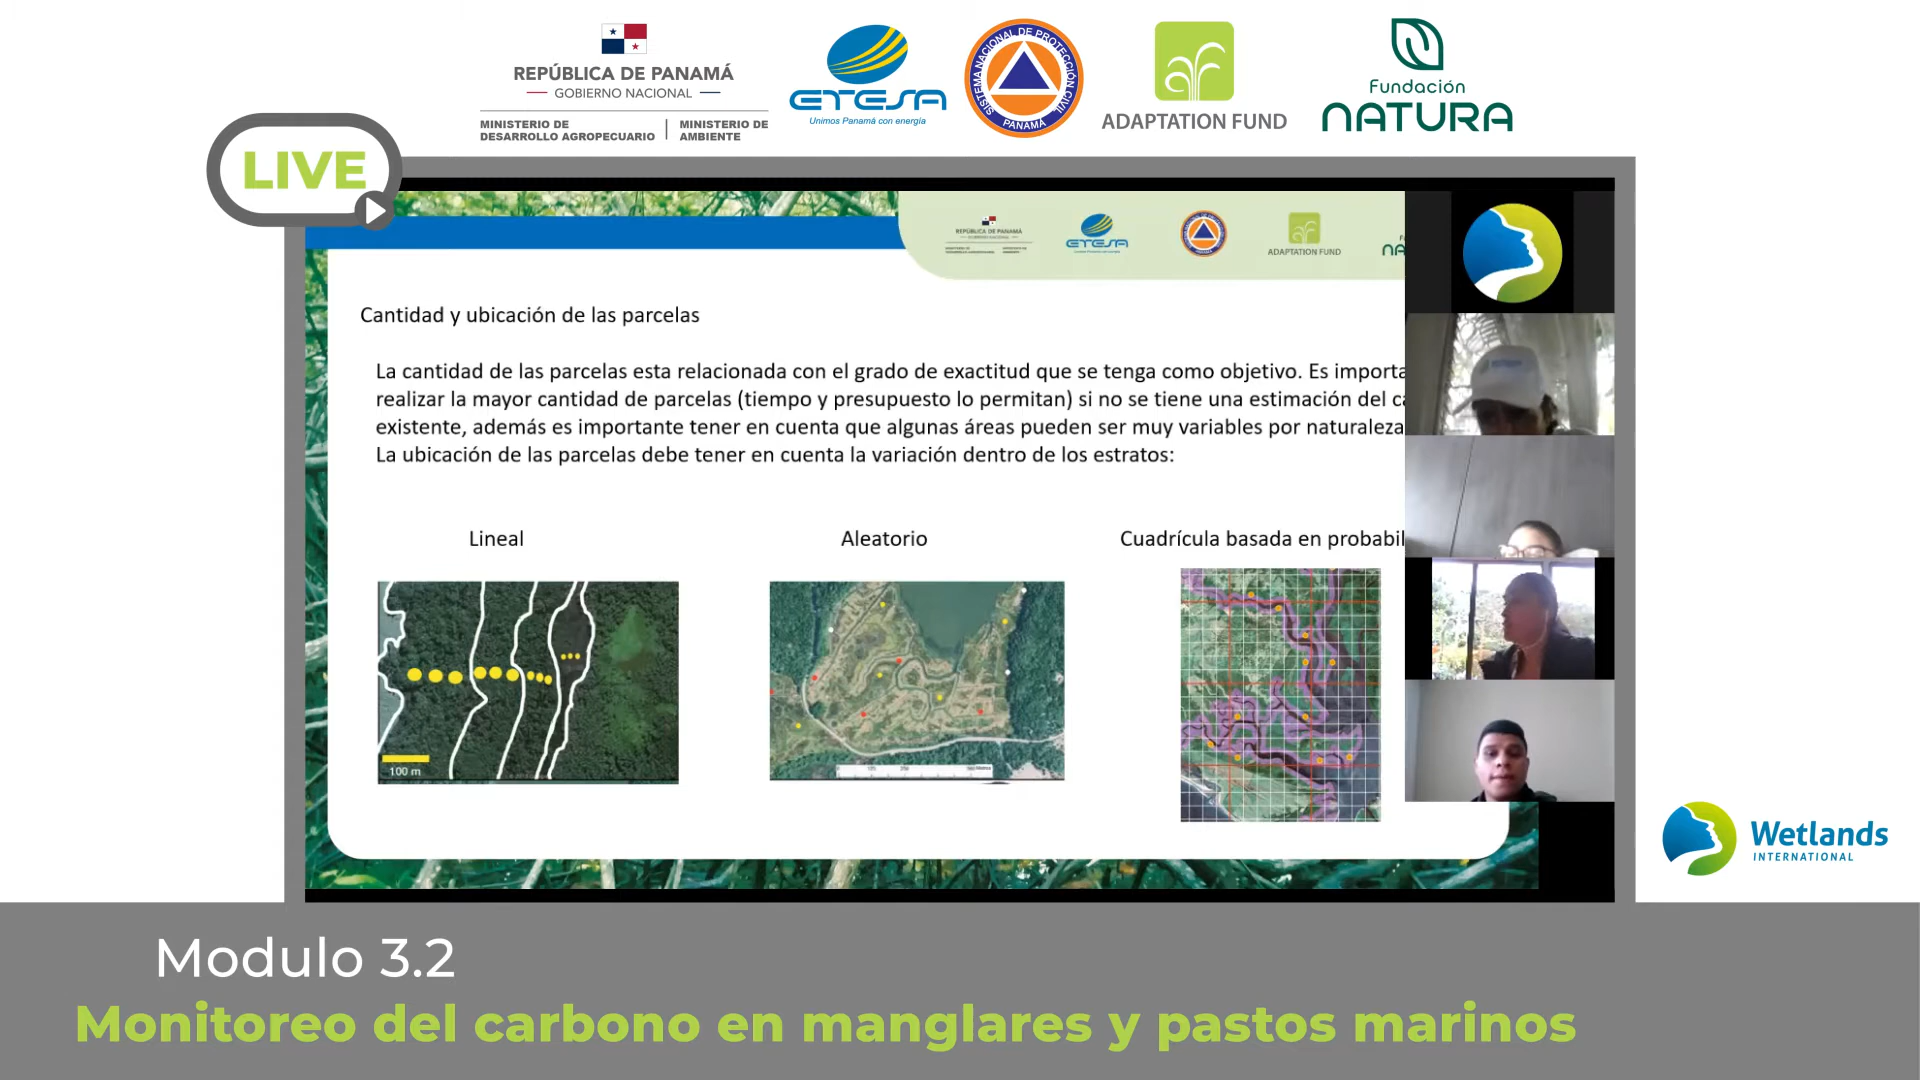 REPÚBLICA DE PANAMÁ
GOBIERNO NACIONAL
MINISTERIO DE
DESARROLLO AGROPECUARIO
MINISTERIO DE
AMBIENTE
ETESA
Unimos Panamá con energía
SISTEMA NACIONAL DE PROTECCIÓN CIVIL
PANAMÁ
ADAPTATION FUND
Fundación
NATURA
LIVE
REPÚBLICA DE PANAMÁ
ETESA
ADAPTATION FUND
NA
Cantidad y ubicación de las parcelas
La cantidad de las parcelas esta relacionada con el grado de exactitud que se tenga como objetivo. Es importa
realizar la mayor cantidad de parcelas (tiempo y presupuesto lo permitan) si no se tiene una estimación del ca
existente, además es importante tener en cuenta que algunas áreas pueden ser muy variables por naturaleza
La ubicación de las parcelas debe tener en cuenta la variación dentro de los estratos:
Lineal
Aleatorio
Cuadrícula basada en probabil
100 m
Wetlands
INTERNATIONAL
Modulo 3.2
Monitoreo del carbono en manglares y pastos marinos